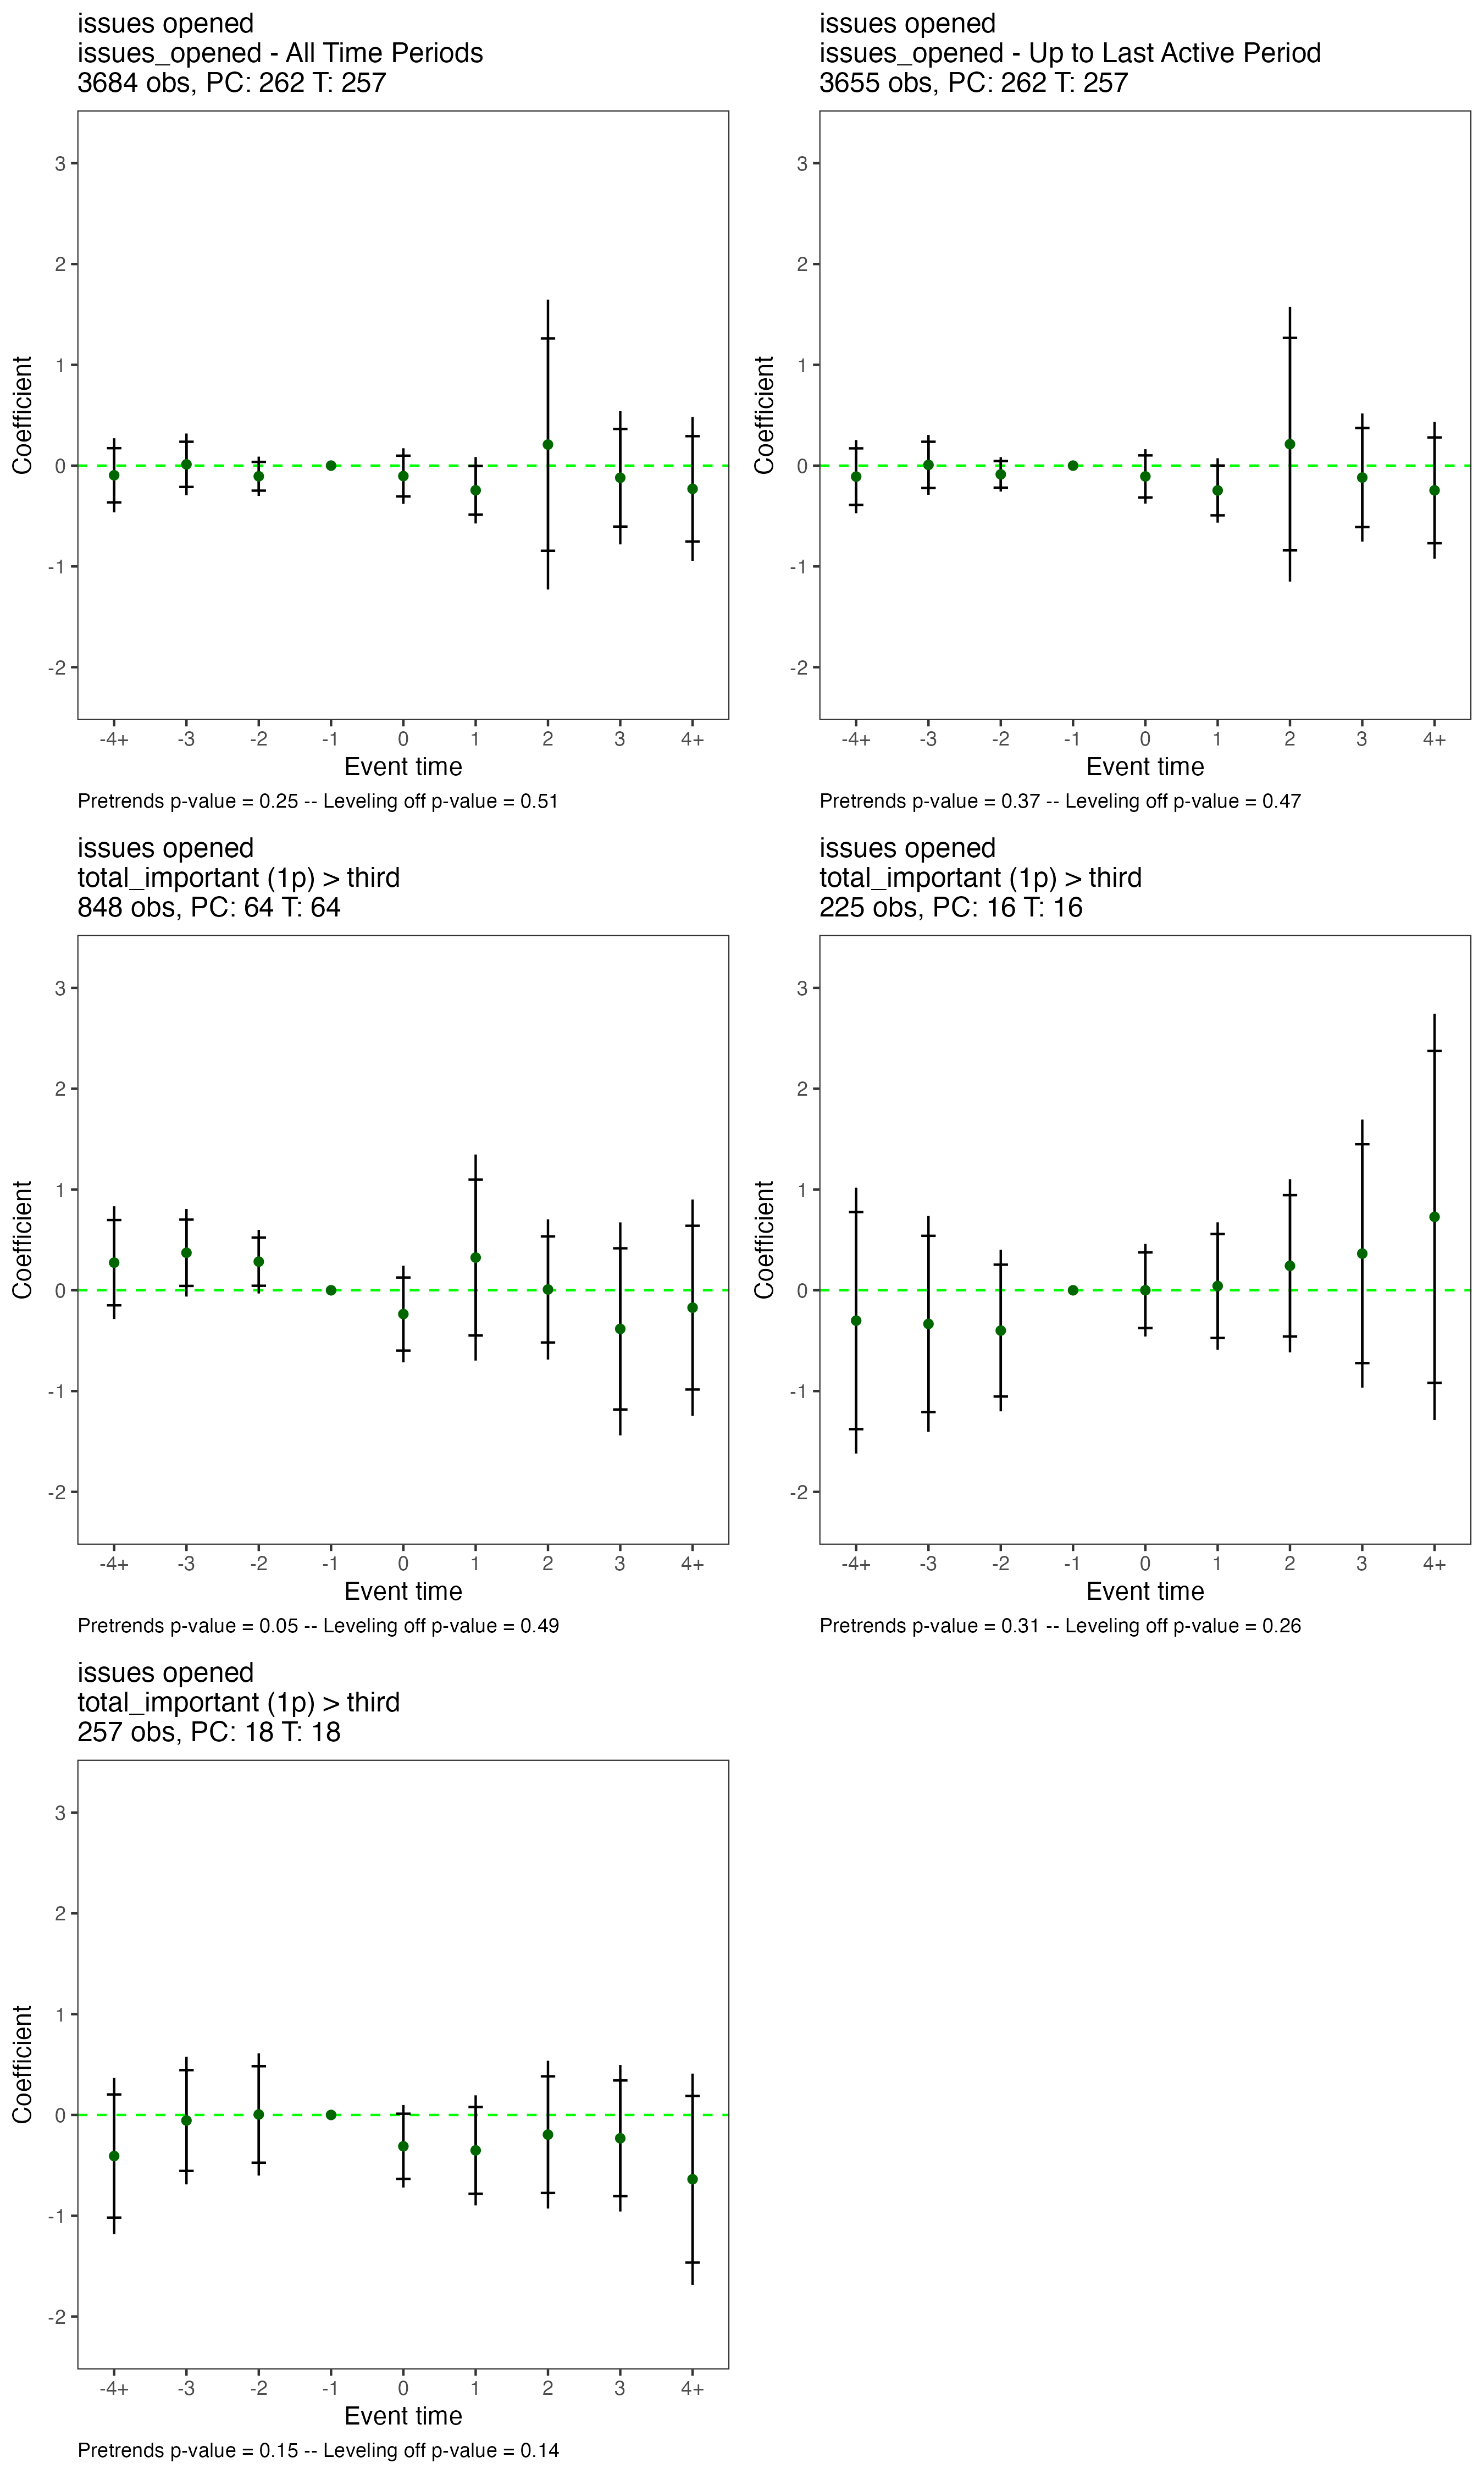 issues opened
issues_opened - All Time Periods
3684 obs, PC: 262 T: 257
3
2
1
0
-1
-2
Coefficient
-4+ -3 -2 -1 0 1 2 3 4+
Event time
Pretrends p-value = 0.25 -- Leveling off p-value = 0.51
issues opened
issues_opened - Up to Last Active Period
3655 obs, PC: 262 T: 257
3
2
1
0
-1
-2
Coefficient
-4+ -3 -2 -1 0 1 2 3 4+
Event time
Pretrends p-value = 0.37 -- Leveling off p-value = 0.47
issues opened
total_important (1p) > third
848 obs, PC: 64 T: 64
3
2
1
0
-1
-2
Coefficient
-4+ -3 -2 -1 0 1 2 3 4+
Event time
Pretrends p-value = 0.05 -- Leveling off p-value = 0.49
issues opened
total_important (1p) > third
225 obs, PC: 16 T: 16
3
2
1
0
-1
-2
Coefficient
-4+ -3 -2 -1 0 1 2 3 4+
Event time
Pretrends p-value = 0.31 -- Leveling off p-value = 0.26
issues opened
total_important (1p) > third
257 obs, PC: 18 T: 18
3
2
1
0
-1
-2
Coefficient
-4+ -3 -2 -1 0 1 2 3 4+
Event time
Pretrends p-value = 0.15 -- Leveling off p-value = 0.14